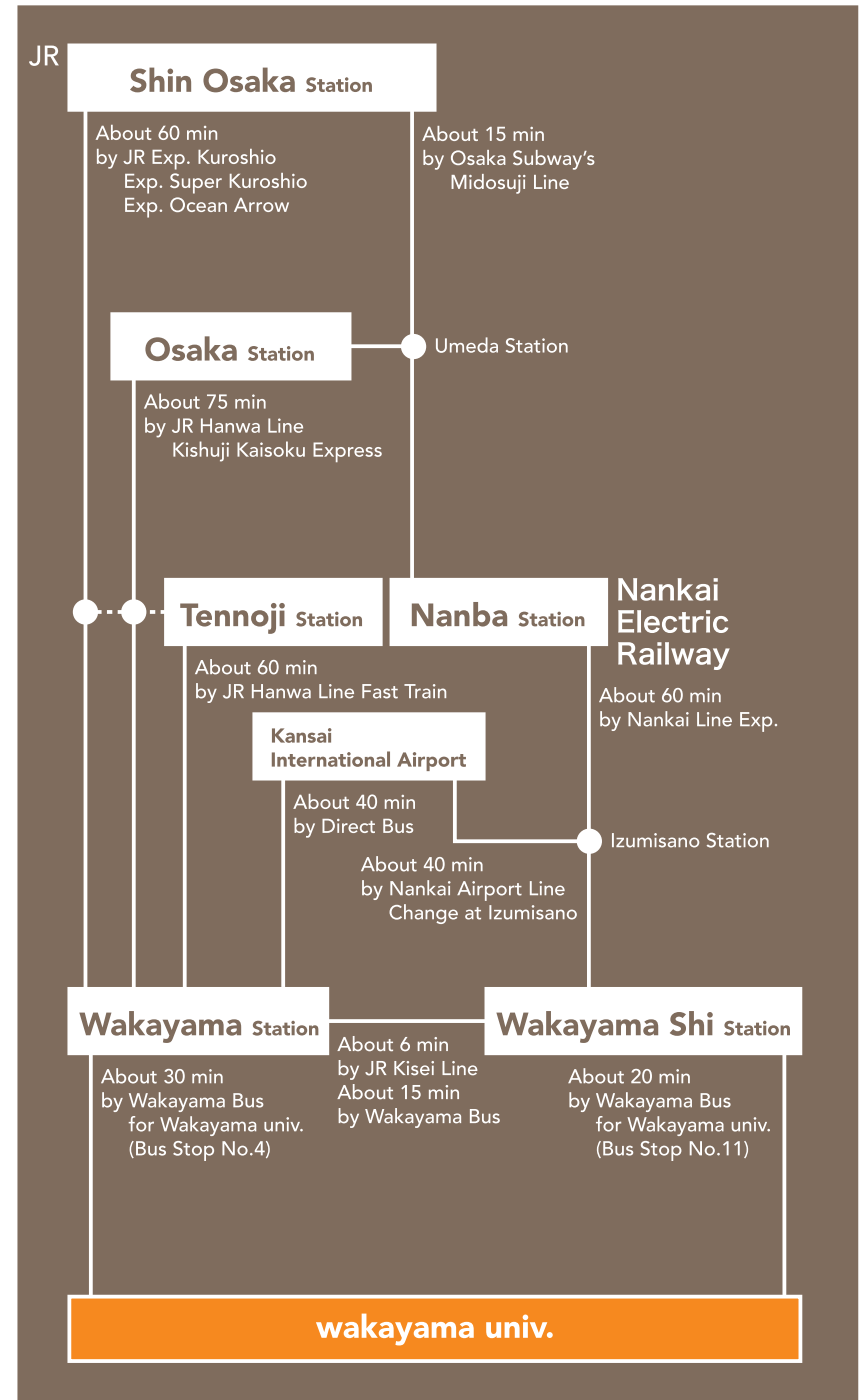 JR
Shin Osaka Station
About 60 min
by JR Exp. Kuroshio
Exp. Super Kuroshio
Exp. Ocean Arrow
About 15 min
by Osaka Subway’s
Midosuji Line
Osaka Station
Umeda Station
About 75 min
by JR Hanwa Line
Kishuji Kaisoku Express
Tennoji Station
Nanba Station
Nankai
Electric
Railway
About 60 min
by JR Hanwa Line Fast Train
About 60 min
by Nankai Line Exp.
Kansai
International Airport
About 40 min
by Direct Bus
Izumisano Station
About 40 min
by Nankai Airport Line
Change at Izumisano
Wakayama Station
Wakayama Shi Station
About 6 min
by JR Kisei Line
About 15 min
by Wakayama Bus
About 30 min
by Wakayama Bus
for Wakayama univ.
(Bus Stop No.4)
About 20 min
by Wakayama Bus
for Wakayama univ.
(Bus Stop No.11)
wakayama univ.